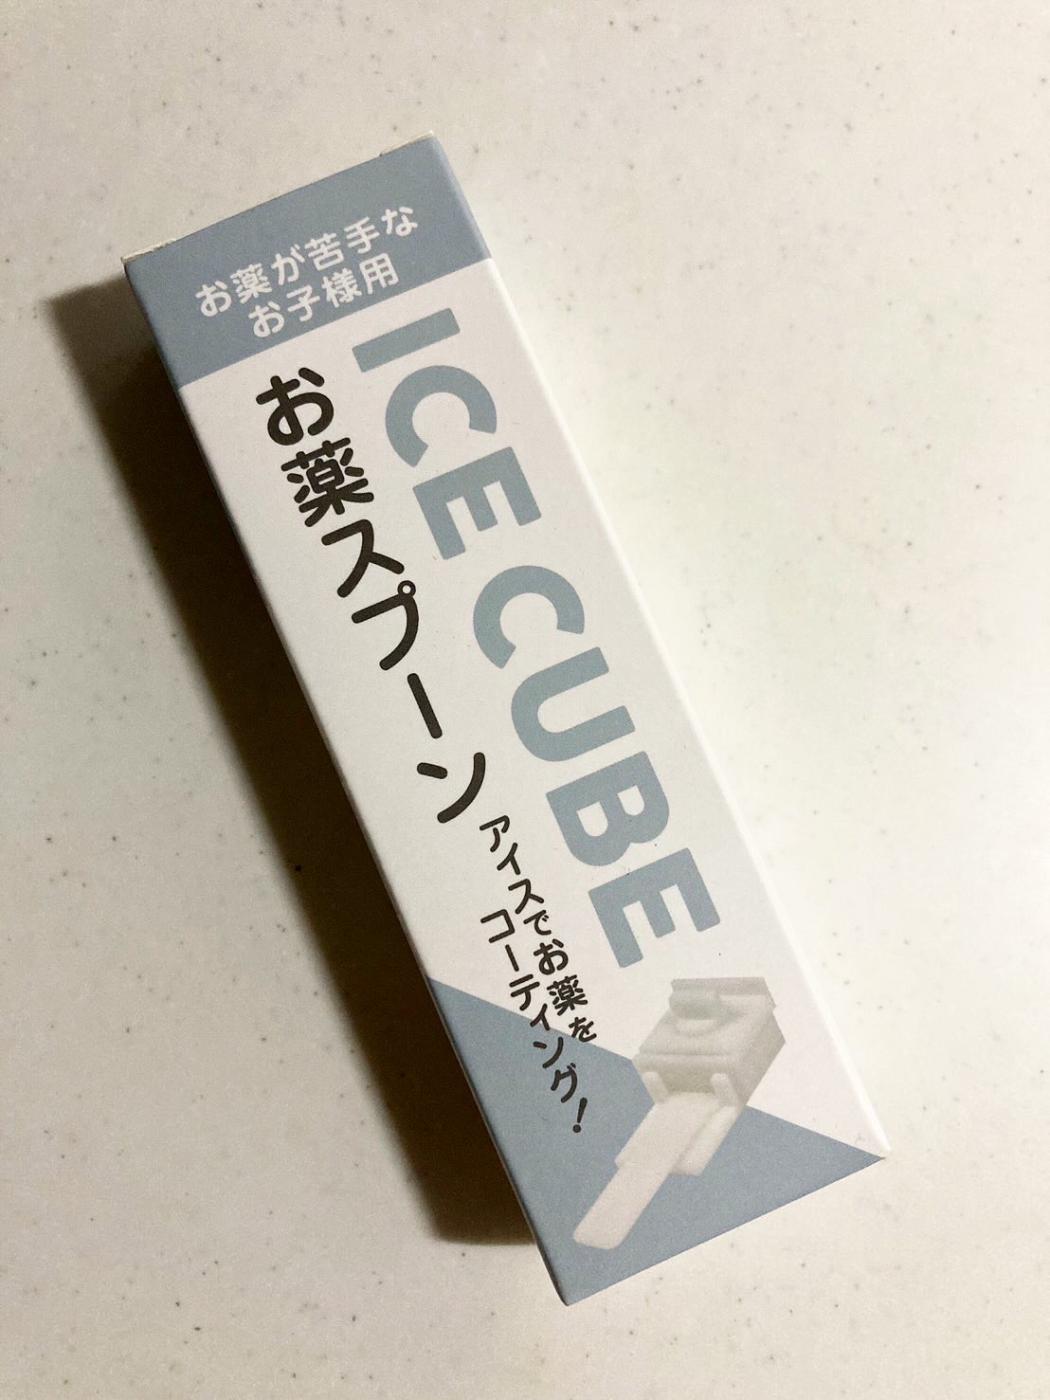 お薬が苦手な
お子様用
ICE CUBE
お薬スプーン
アイスでお薬を
コーティング!